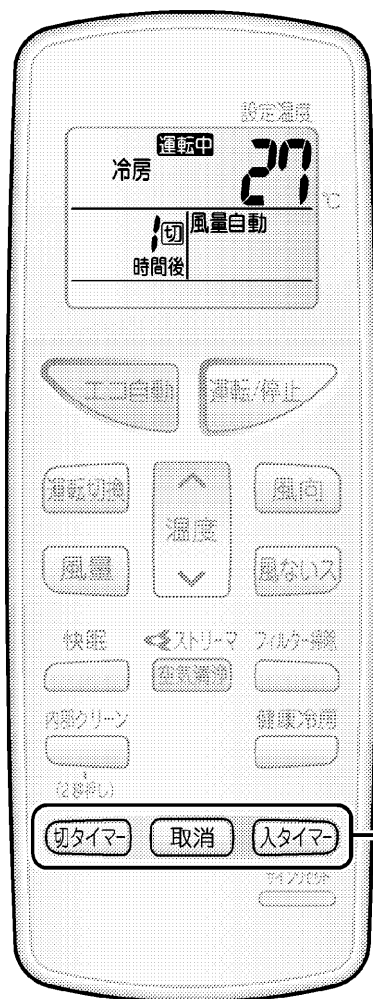 設定温度
運転中
冷房
27
℃
1切 風量自動
時間後
エコ自動 運転/停止
運転切換 風向
温度
風量 風ないス
快眠 ストリーマ フィルター掃除
空気清浄
内部クリーン 健康冷房
(2秒押し)
切タイマー 取消 入タイマー